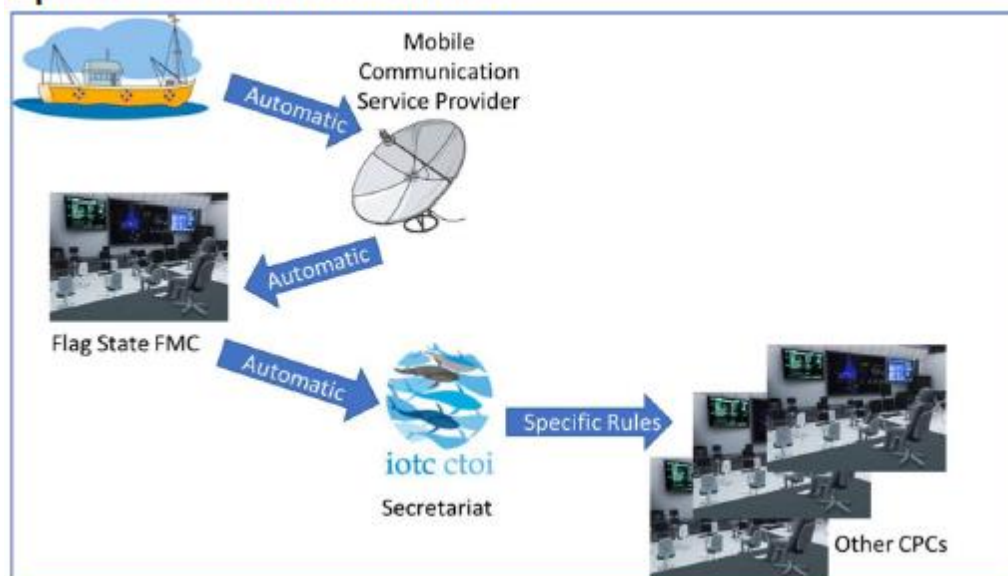 Mobile
Communication
Service Provider
Automatic
Automatic
Flag State FMC
Automatic
iotc ctoi
Secretariat
Specific Rules
Other CPCs